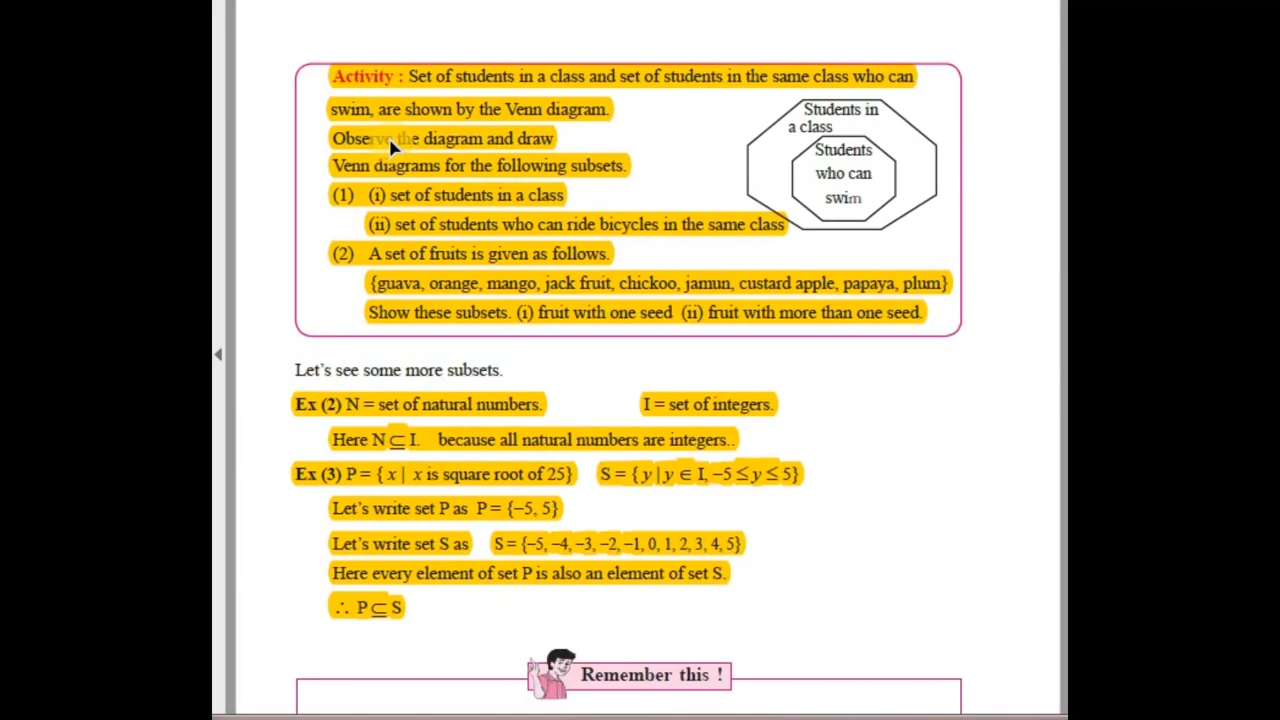 Activity : Set of students in a class and set of students in the same class who can
swim, are shown by the Venn diagram.
Observe the diagram and draw
Venn diagrams for the following subsets.
(1) (i) set of students in a class
(ii) set of students who can ride bicycles in the same class
(2) A set of fruits is given as follows.
{guava, orange, mango, jack fruit, chickoo, jamun, custard apple, papaya, plum}
Show these subsets. (i) fruit with one seed (ii) fruit with more than one seed.
Students in
a class
Students
who can
swim
Let's see some more subsets.
Ex (2) N = set of natural numbers. I = set of integers.
Here N ⊆ I. because all natural numbers are integers..
Ex (3) P = { x | x is square root of 25} S = { y | y ∈ I, −5 ≤ y ≤ 5}
Let's write set P as P = {−5, 5}
Let's write set S as S = {−5, −4, −3, −2, −1, 0, 1, 2, 3, 4, 5}
Here every element of set P is also an element of set S.
∴ P ⊆ S
Remember this !